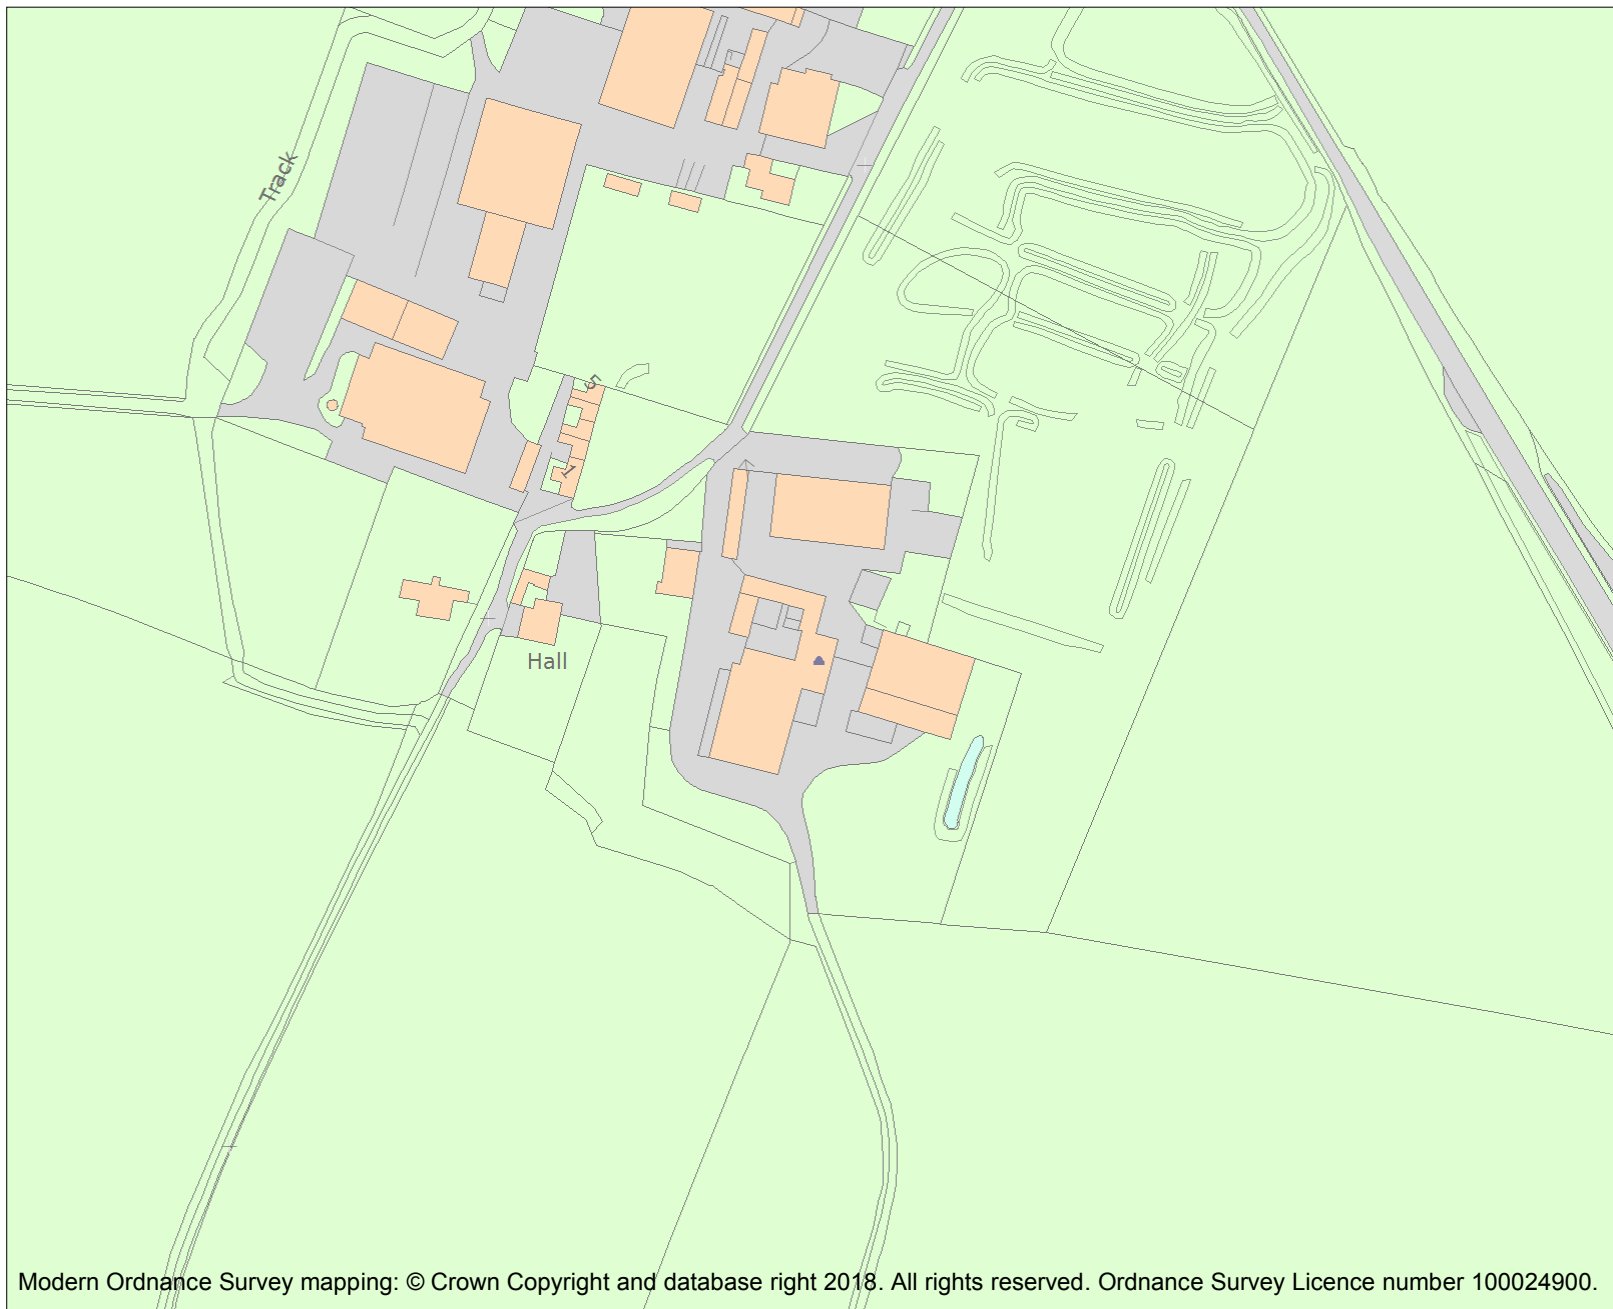 Track
5
1
Hall
Modern Ordnance Survey mapping: © Crown Copyright and database right 2018. All rights reserved. Ordnance Survey Licence number 100024900.